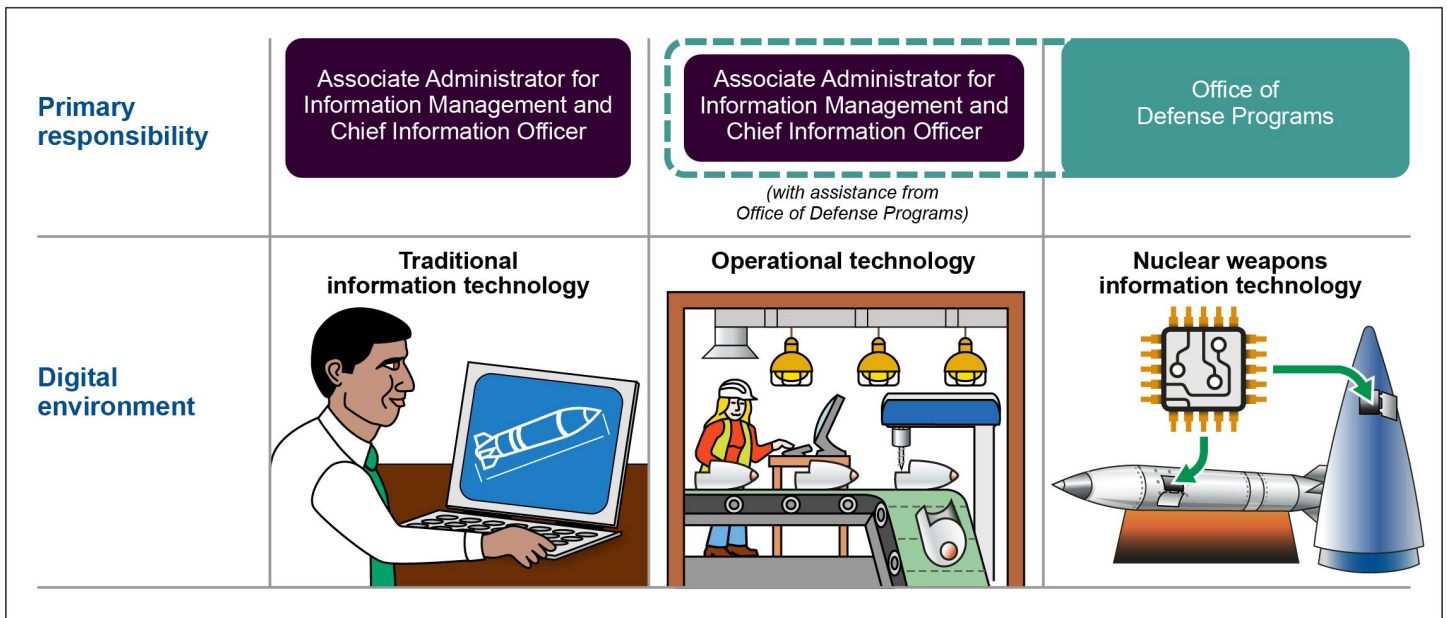 Primary
responsibility
Associate Administrator for
Information Management and
Chief Information Officer
Associate Administrator for
Information Management and
Chief Information Officer
(with assistance from
Office of Defense Programs)
Office of
Defense Programs
Digital
environment
Traditional
information technology
Operational technology
Nuclear weapons
information technology